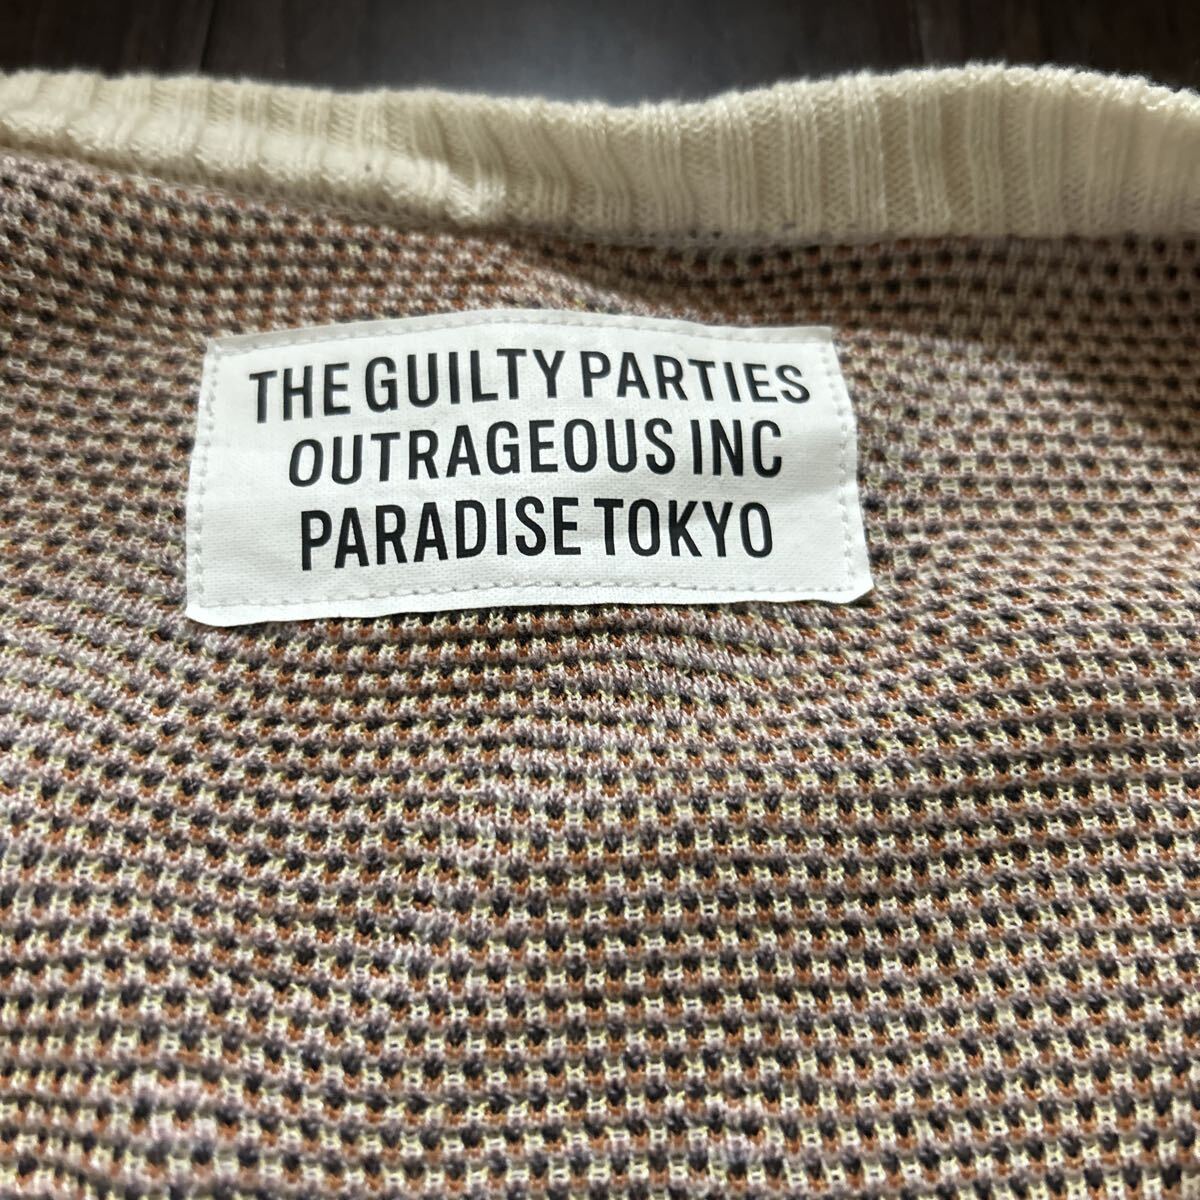 THE GUILTY PARTIES
OUTRAGEOUS INC
PARADISE TOKYO